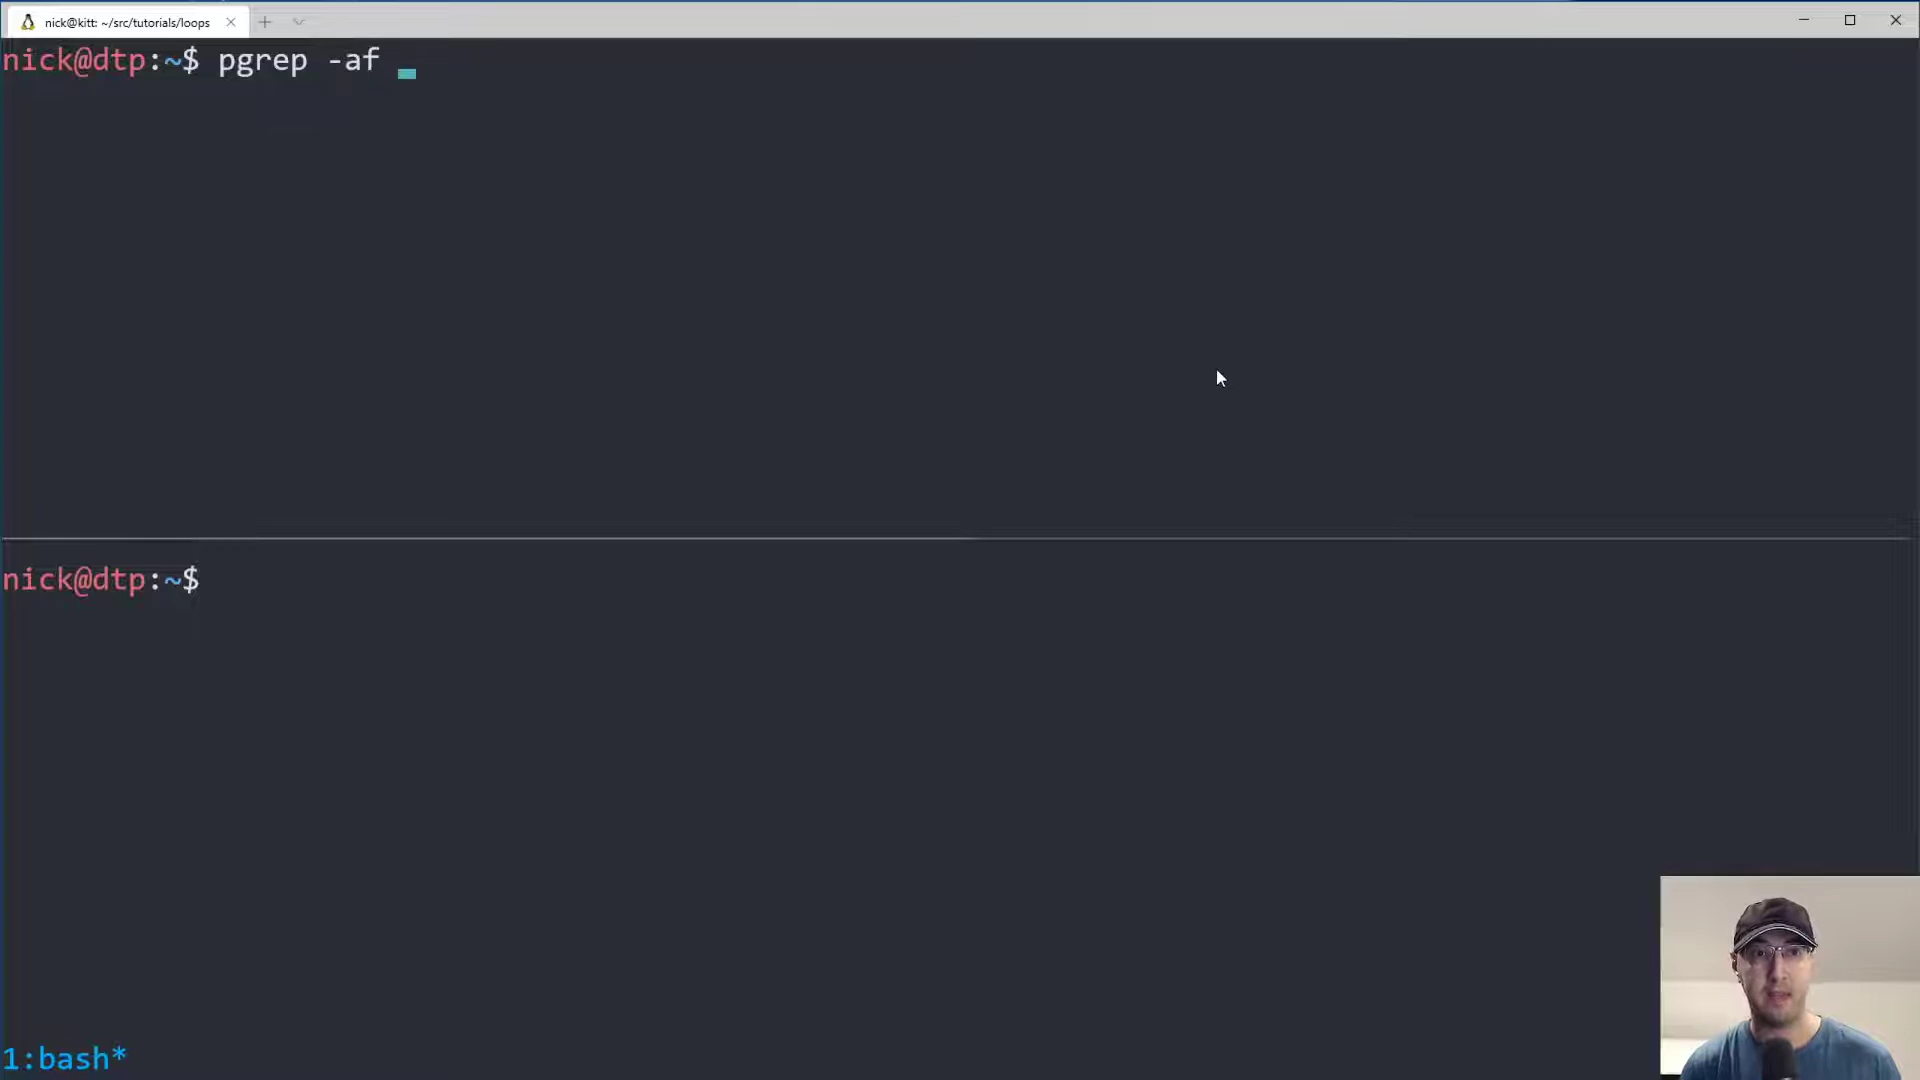 nick@kitt: ~/src/tutorials/loops
nick@dtp:~$ pgrep -af
nick@dtp:~$
1:bash*